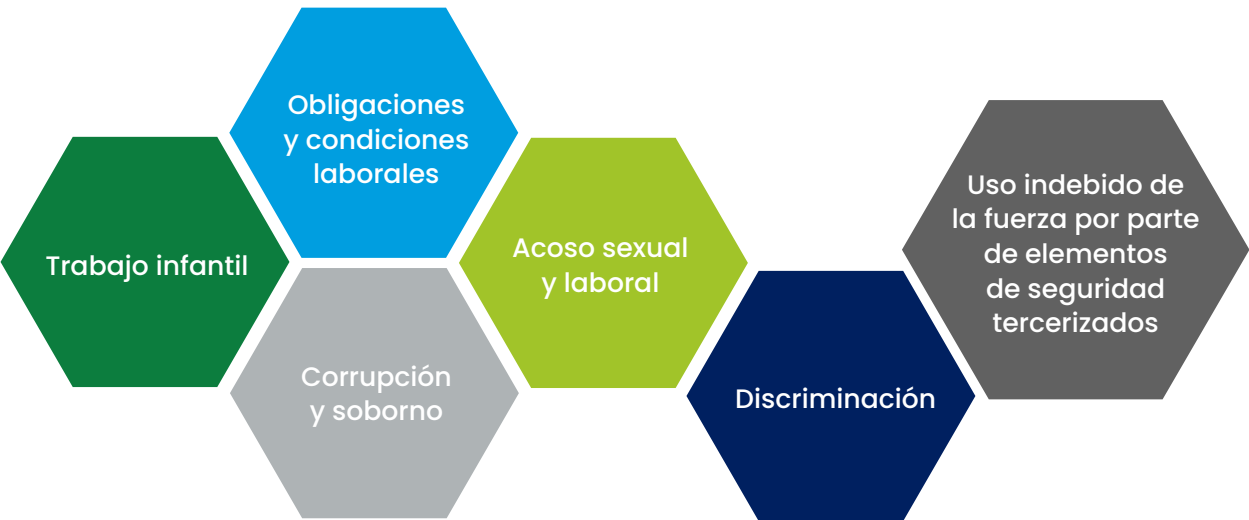 Trabajo infantil
Obligaciones
y condiciones
laborales
Corrupción
y soborno
Acoso sexual
y laboral
Discriminación
Uso indebido de
la fuerza por parte
de elementos
de seguridad
tercerizados